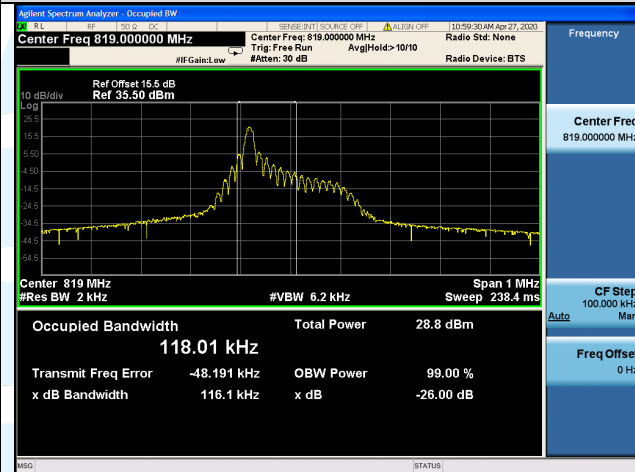 Agilent Spectrum Analyzer - Occupied BW
RL RF 50 Ω DC SENSE:INT SOURCE OFF ALIGN OFF 10:59:30 AM Apr 27, 2020
Center Freq 819.000000 MHz Center Freq: 819.000000 MHz Radio Std: None Frequency
Trig: Free Run Avg|Hold:>10/10
#IFGain:Low #Atten: 30 dB Radio Device: BTS
Ref Offset 15.5 dB
10 dB/div Ref 35.50 dBm
Log
25.5
15.5
5.50
-4.50
-14.5
-24.5
-34.5
-44.5
-54.5
Center Freq
819.000000 MHz
Center 819 MHz Span 1 MHz
#Res BW 2 kHz #VBW 6.2 kHz Sweep 238.4 ms
CF Step
100.000 kHz
Auto Man
Occupied Bandwidth Total Power 28.8 dBm
118.01 kHz
Transmit Freq Error -48.191 kHz OBW Power 99.00 %
x dB Bandwidth 116.1 kHz x dB -26.00 dB
Freq Offset
0 Hz
MSG STATUS